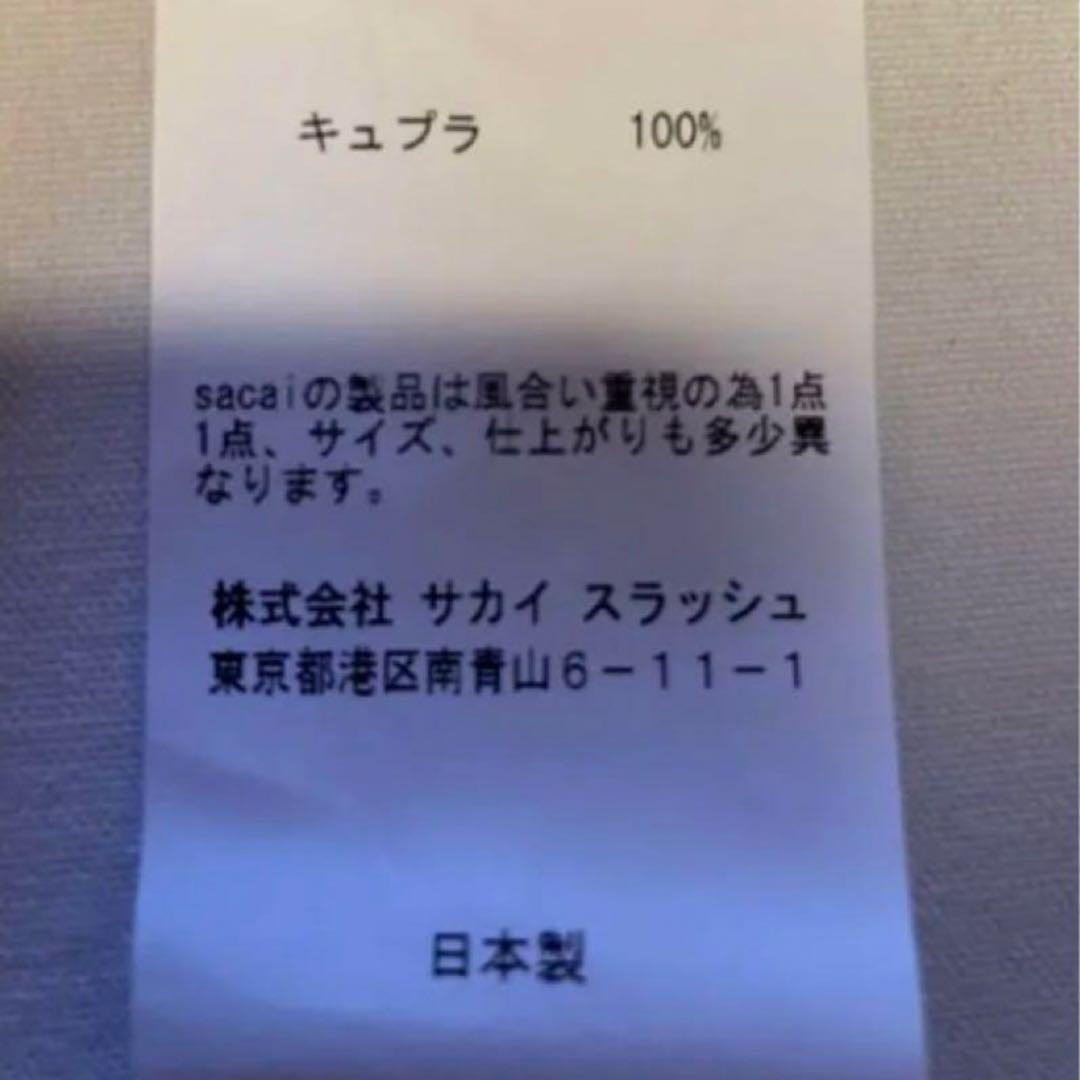 キュプラ 100%
sacaiの製品は風合い重視の為1点
1点、サイズ、仕上がりも多少異
なります。
株式会社 サカイ スラッシュ
東京都港区南青山6-11-1
日本製